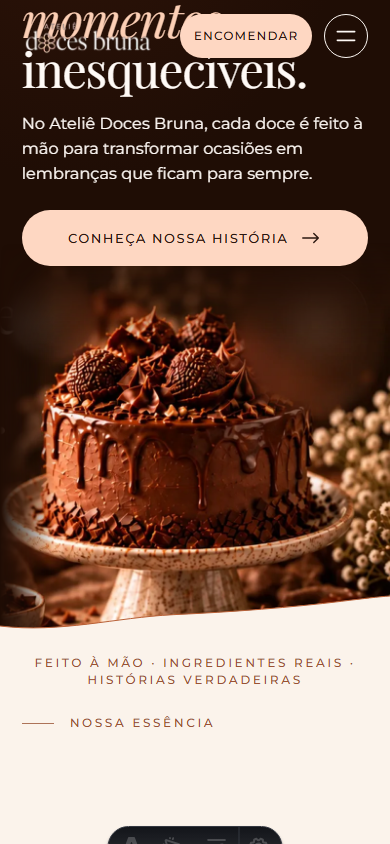 momentos
ATELIÊ
doces bruna
ENCOMENDAR
inesquecíveis.
No Ateliê Doces Bruna, cada doce é feito à
mão para transformar ocasiões em
lembranças que ficam para sempre.
CONHEÇA NOSSA HISTÓRIA
FEITO À MÃO · INGREDIENTES REAIS ·
HISTÓRIAS VERDADEIRAS
NOSSA ESSÊNCIA